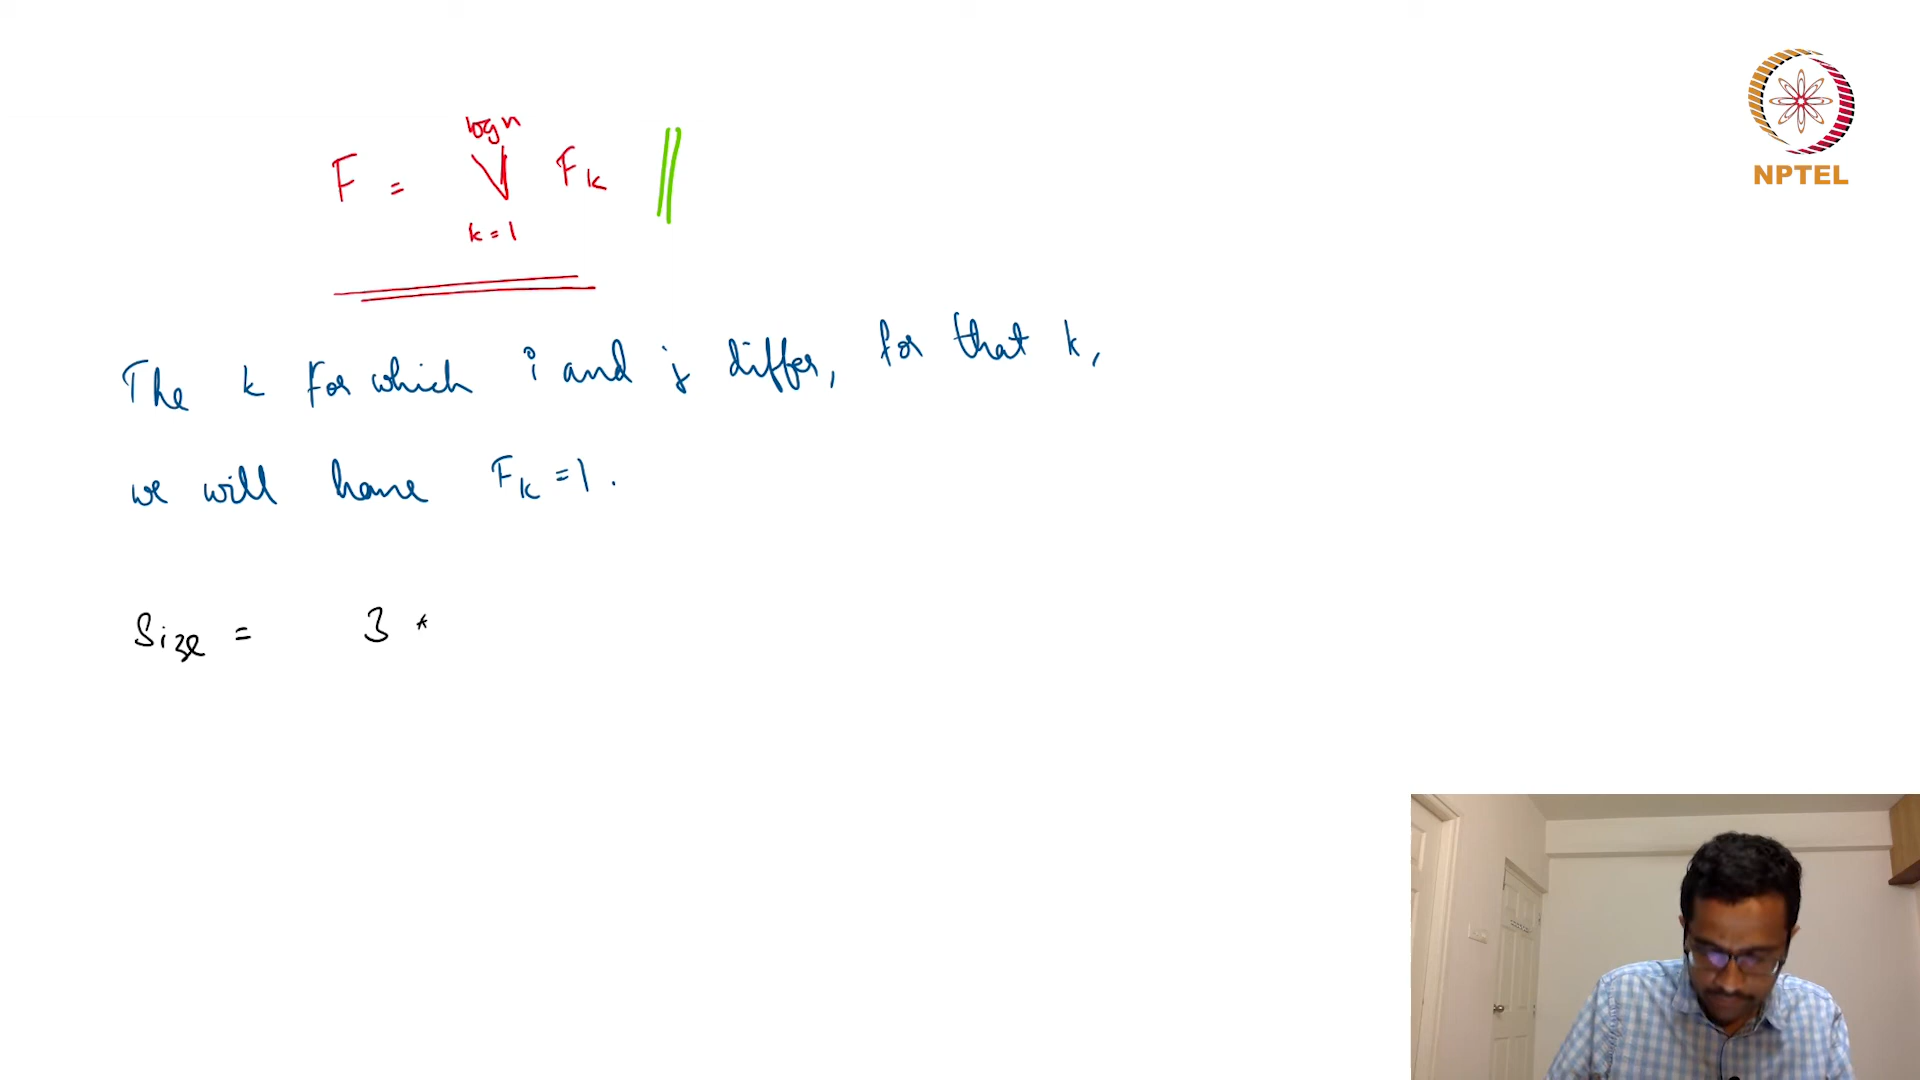 log n
F = V F_k ||
k = 1
NPTEL
The k for which i and j differ, for that k,
we will have F_k = 1.
Size = 3 *